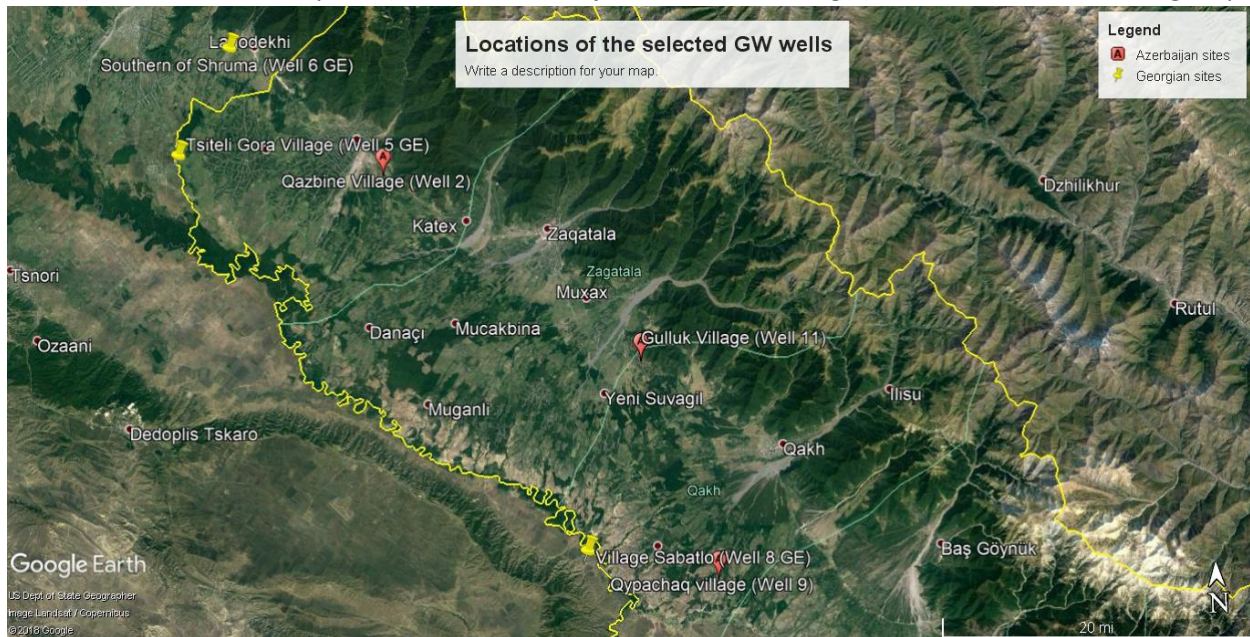 Locations of the selected GW wells
Write a description for your map.
Legend
A Azerbaijan sites
Georgian sites
Southern of Shruma (Well 6 GE)
Tsiteli Gora Village (Well 5 GE)
A
Qazbine Village (Well 2)
Dzhilikhur
Katex
Zaqatala
Tsnori
Zagatala
Muxax
Rutul
Danaçı
Mucakbina
Gulluk Village (Well 11)
Ozaani
Yeni Suvagil
Ilisu
Muganlı
Dedoplis Tskaro
Qakh
Qakh
Baş Göynük
Village Sabatlo (Well 8 GE)
Qypachaq village (Well 9)
Google Earth
US Dept of State Geographer
Image Landsat / Copernicus
© 2018 Google
N
20 mi